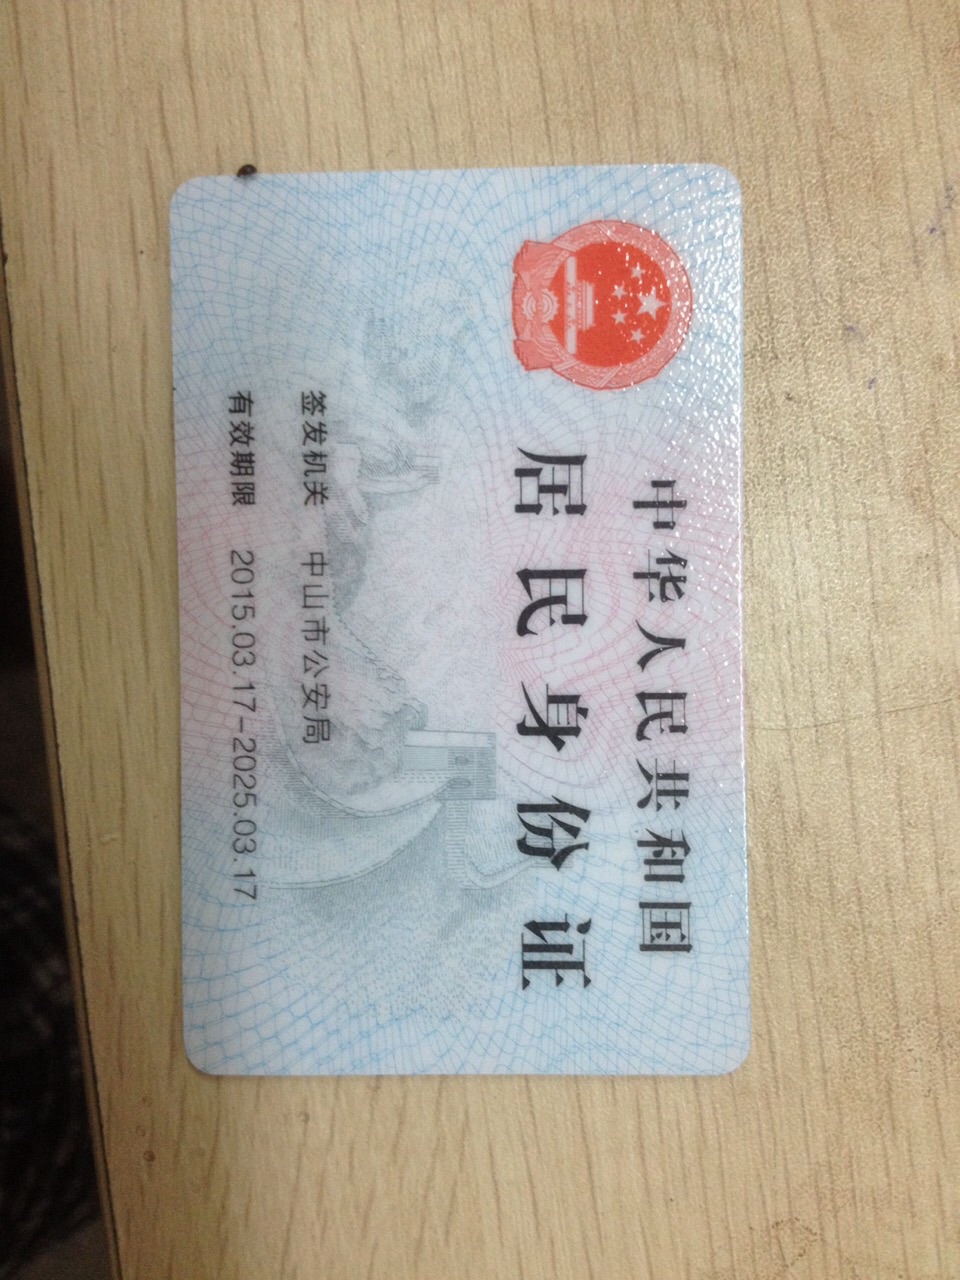 中华人民共和国
居民身份证
签发机关 中山市公安局
有效期限 2015.03.17-2025.03.17